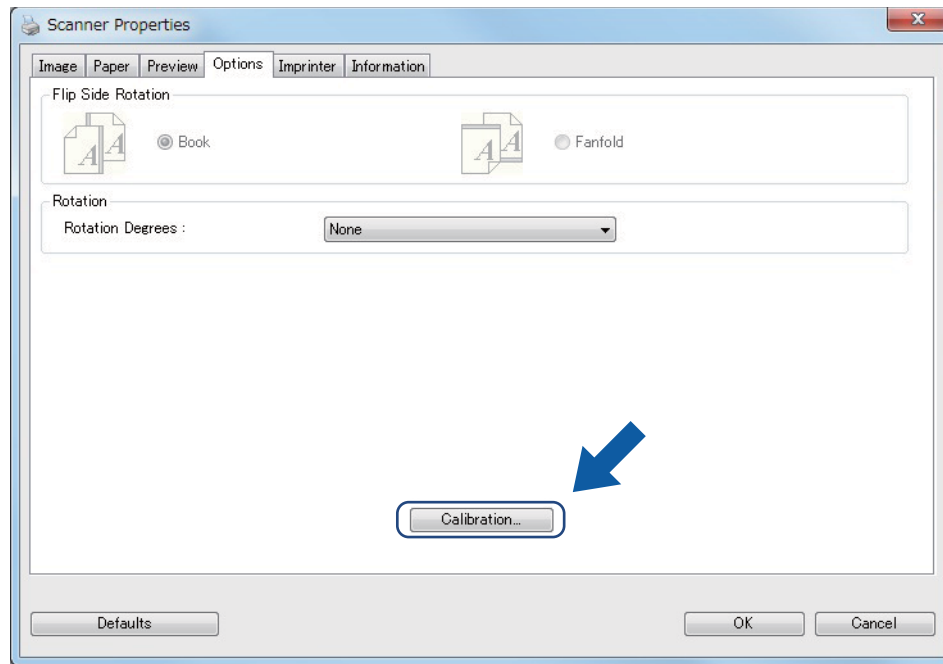 Scanner Properties
Image Paper Preview Options Imprinter Information
Flip Side Rotation
A A Book A A Fanfold
Rotation
Rotation Degrees : None
Calibration...
Defaults OK Cancel